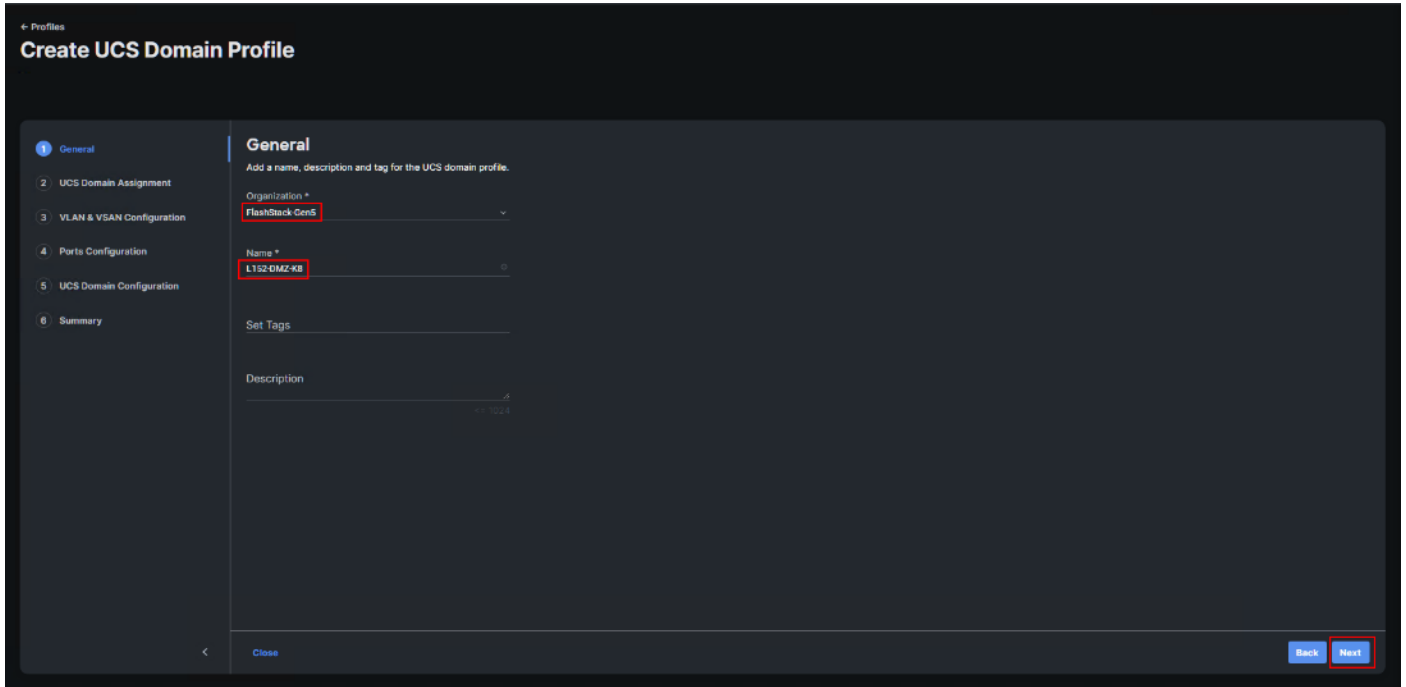 ← Profiles
Create UCS Domain Profile
1 General
2 UCS Domain Assignment
3 VLAN & VSAN Configuration
4 Ports Configuration
5 UCS Domain Configuration
6 Summary
General
Add a name, description and tag for the UCS domain profile.
Organization *
FlashStack-Gen5
Name *
L152-DMZ-K8
Set Tags
Description
<= 1024
Close
Back
Next